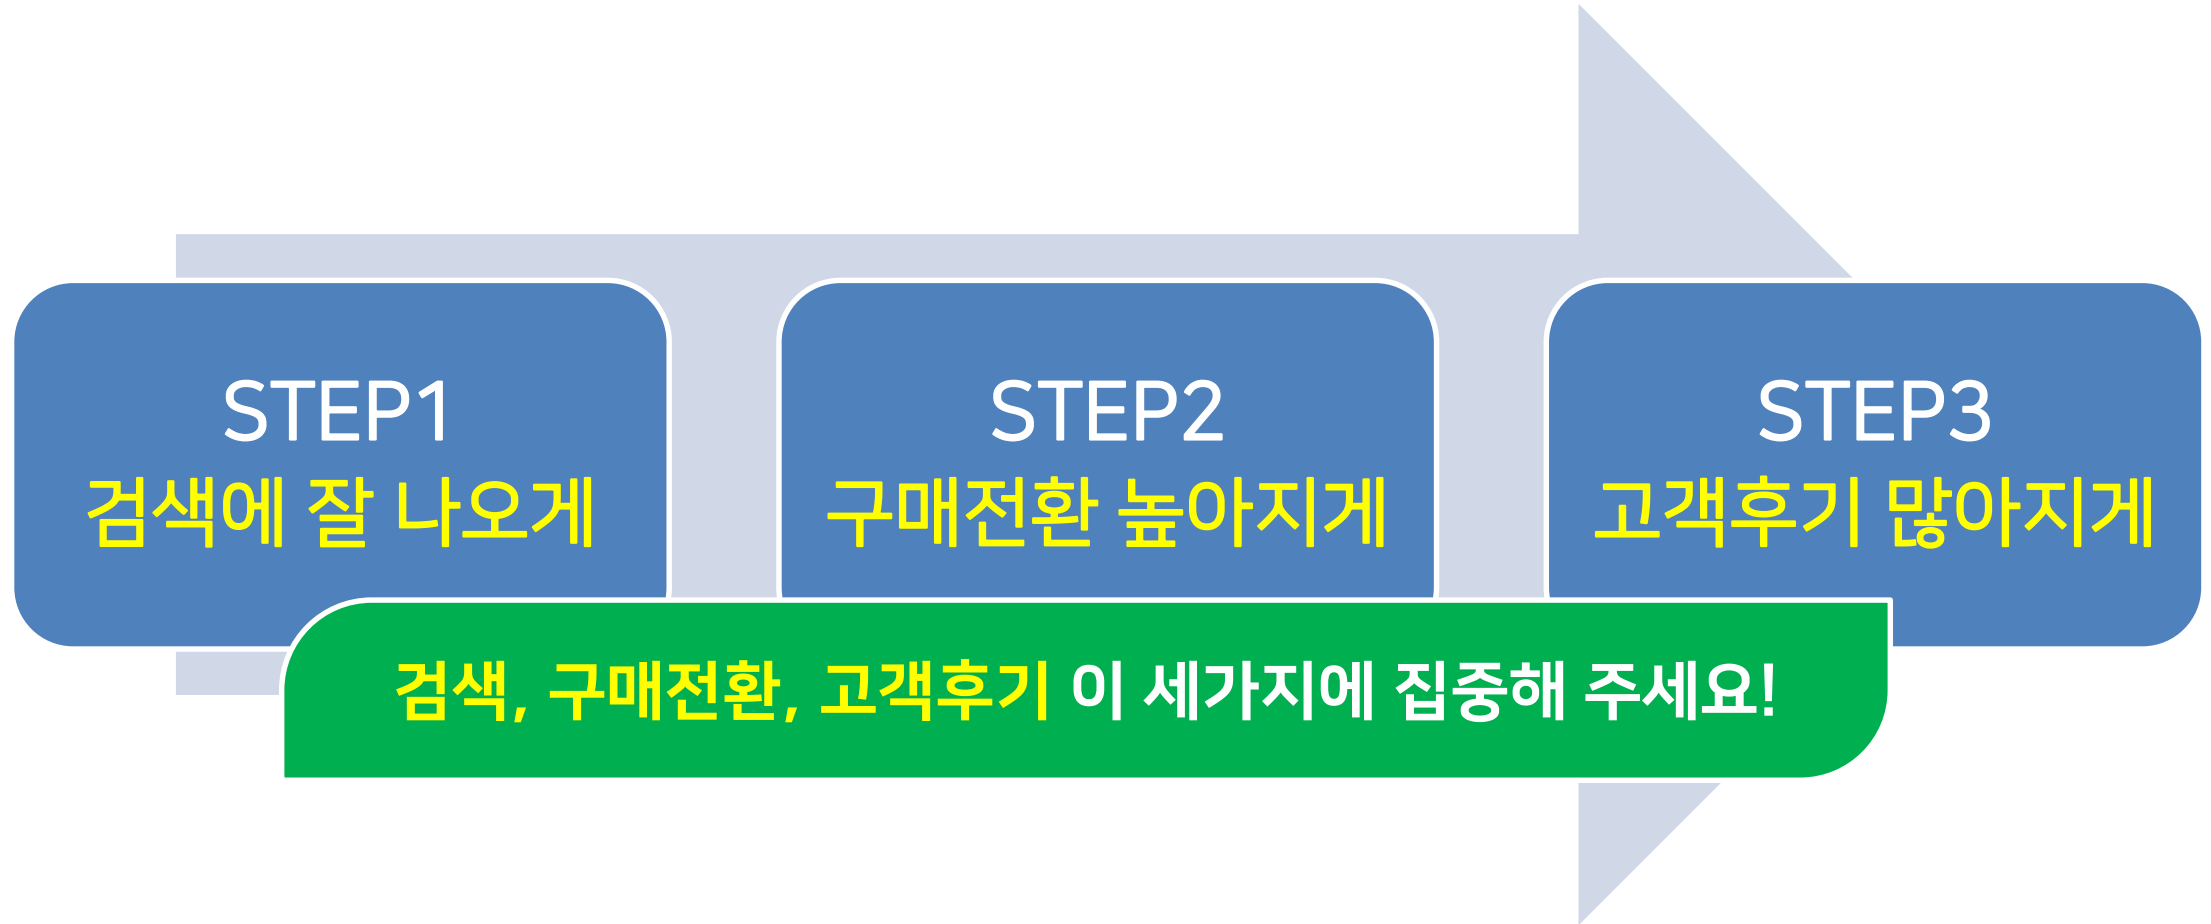 STEP1
검색에 잘 나오게
STEP2
구매전환 높아지게
STEP3
고객후기 많아지게
검색, 구매전환, 고객후기 이 세가지에 집중해 주세요!